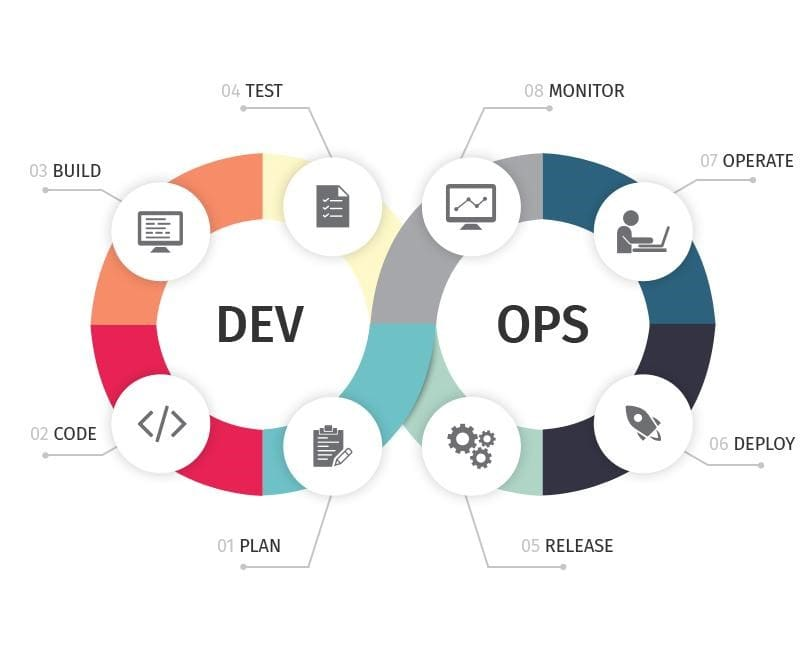 04 TEST
08 MONITOR
03 BUILD
07 OPERATE
DEV
OPS
02 CODE
06 DEPLOY
01 PLAN
05 RELEASE